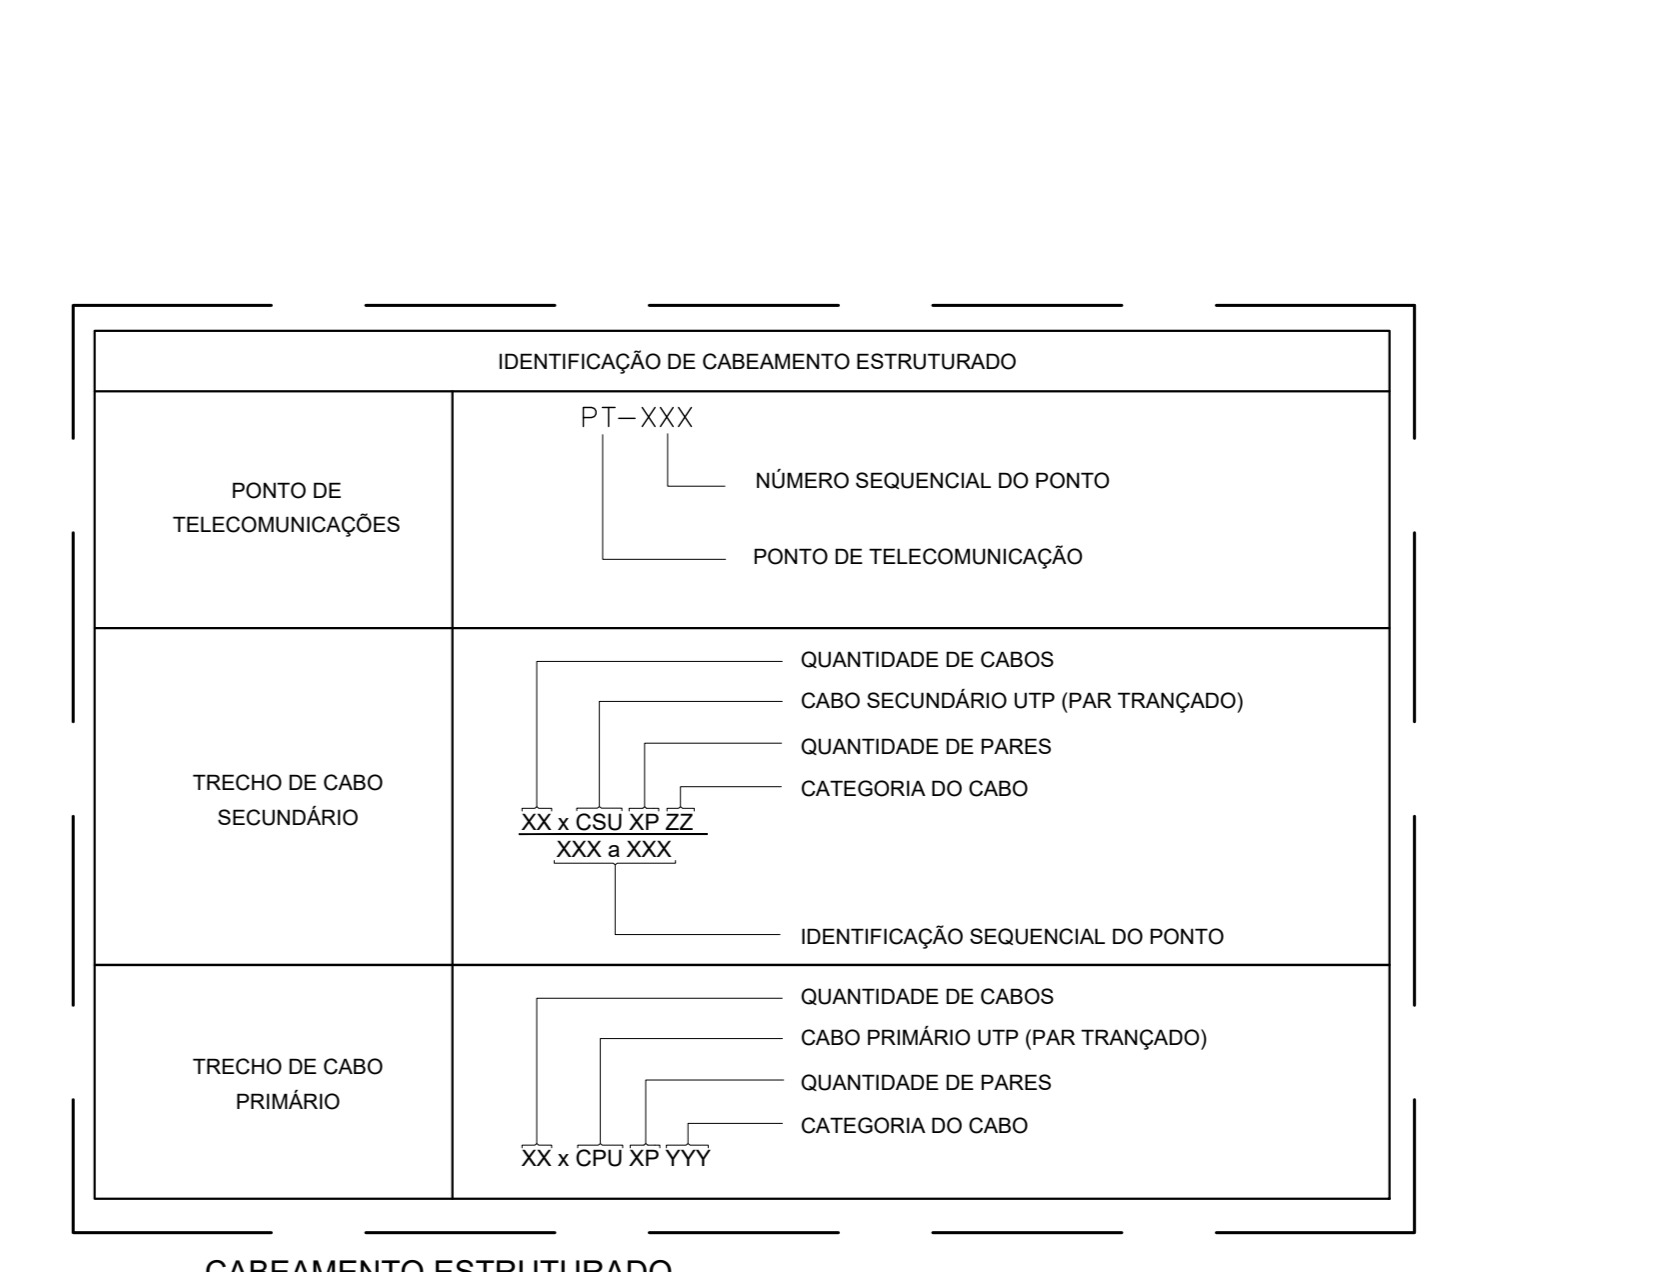 IDENTIFICAÇÃO DE CABEAMENTO ESTRUTURADO
PONTO DE
TELECOMUNICAÇÕES
PT-XXX
NÚMERO SEQUENCIAL DO PONTO
PONTO DE TELECOMUNICAÇÃO
TRECHO DE CABO
SECUNDÁRIO
QUANTIDADE DE CABOS
CABO SECUNDÁRIO UTP (PAR TRANÇADO)
QUANTIDADE DE PARES
CATEGORIA DO CABO
XX x CSU XP ZZ
XXX a XXX
IDENTIFICAÇÃO SEQUENCIAL DO PONTO
TRECHO DE CABO
PRIMÁRIO
QUANTIDADE DE CABOS
CABO PRIMÁRIO UTP (PAR TRANÇADO)
QUANTIDADE DE PARES
CATEGORIA DO CABO
XX x CPU XP YYY
CABEAMENTO ESTRUTURADO